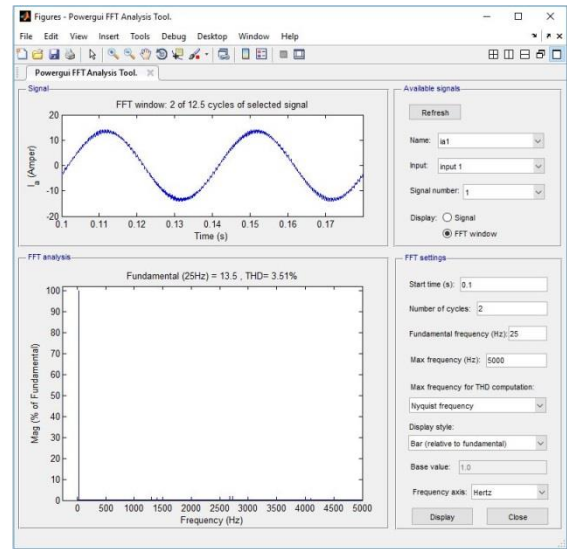 Figures - Powergui FFT Analysis Tool.
File Edit View Insert Tools Debug Desktop Window Help
Powergui FFT Analysis Tool.
Signal
FFT window: 2 of 12.5 cycles of selected signal
20
10
0
-10
-20
I_a (Amper)
0.1 0.11 0.12 0.13 0.14 0.15 0.16 0.17
Time (s)
FFT analysis
Fundamental (25Hz) = 13.5 , THD= 3.51%
100
90
80
70
60
50
40
30
20
10
0
Mag (% of Fundamental)
0 500 1000 1500 2000 2500 3000 3500 4000 4500 5000
Frequency (Hz)
Available signals
Refresh
Name: ia1
Input: input 1
Signal number: 1
Display: Signal
FFT window
FFT settings
Start time (s): 0.1
Number of cycles: 2
Fundamental frequency (Hz): 25
Max frequency (Hz): 5000
Max frequency for THD computation:
Nyquist frequency
Display style:
Bar (relative to fundamental)
Base value: 1.0
Frequency axis: Hertz
Display Close